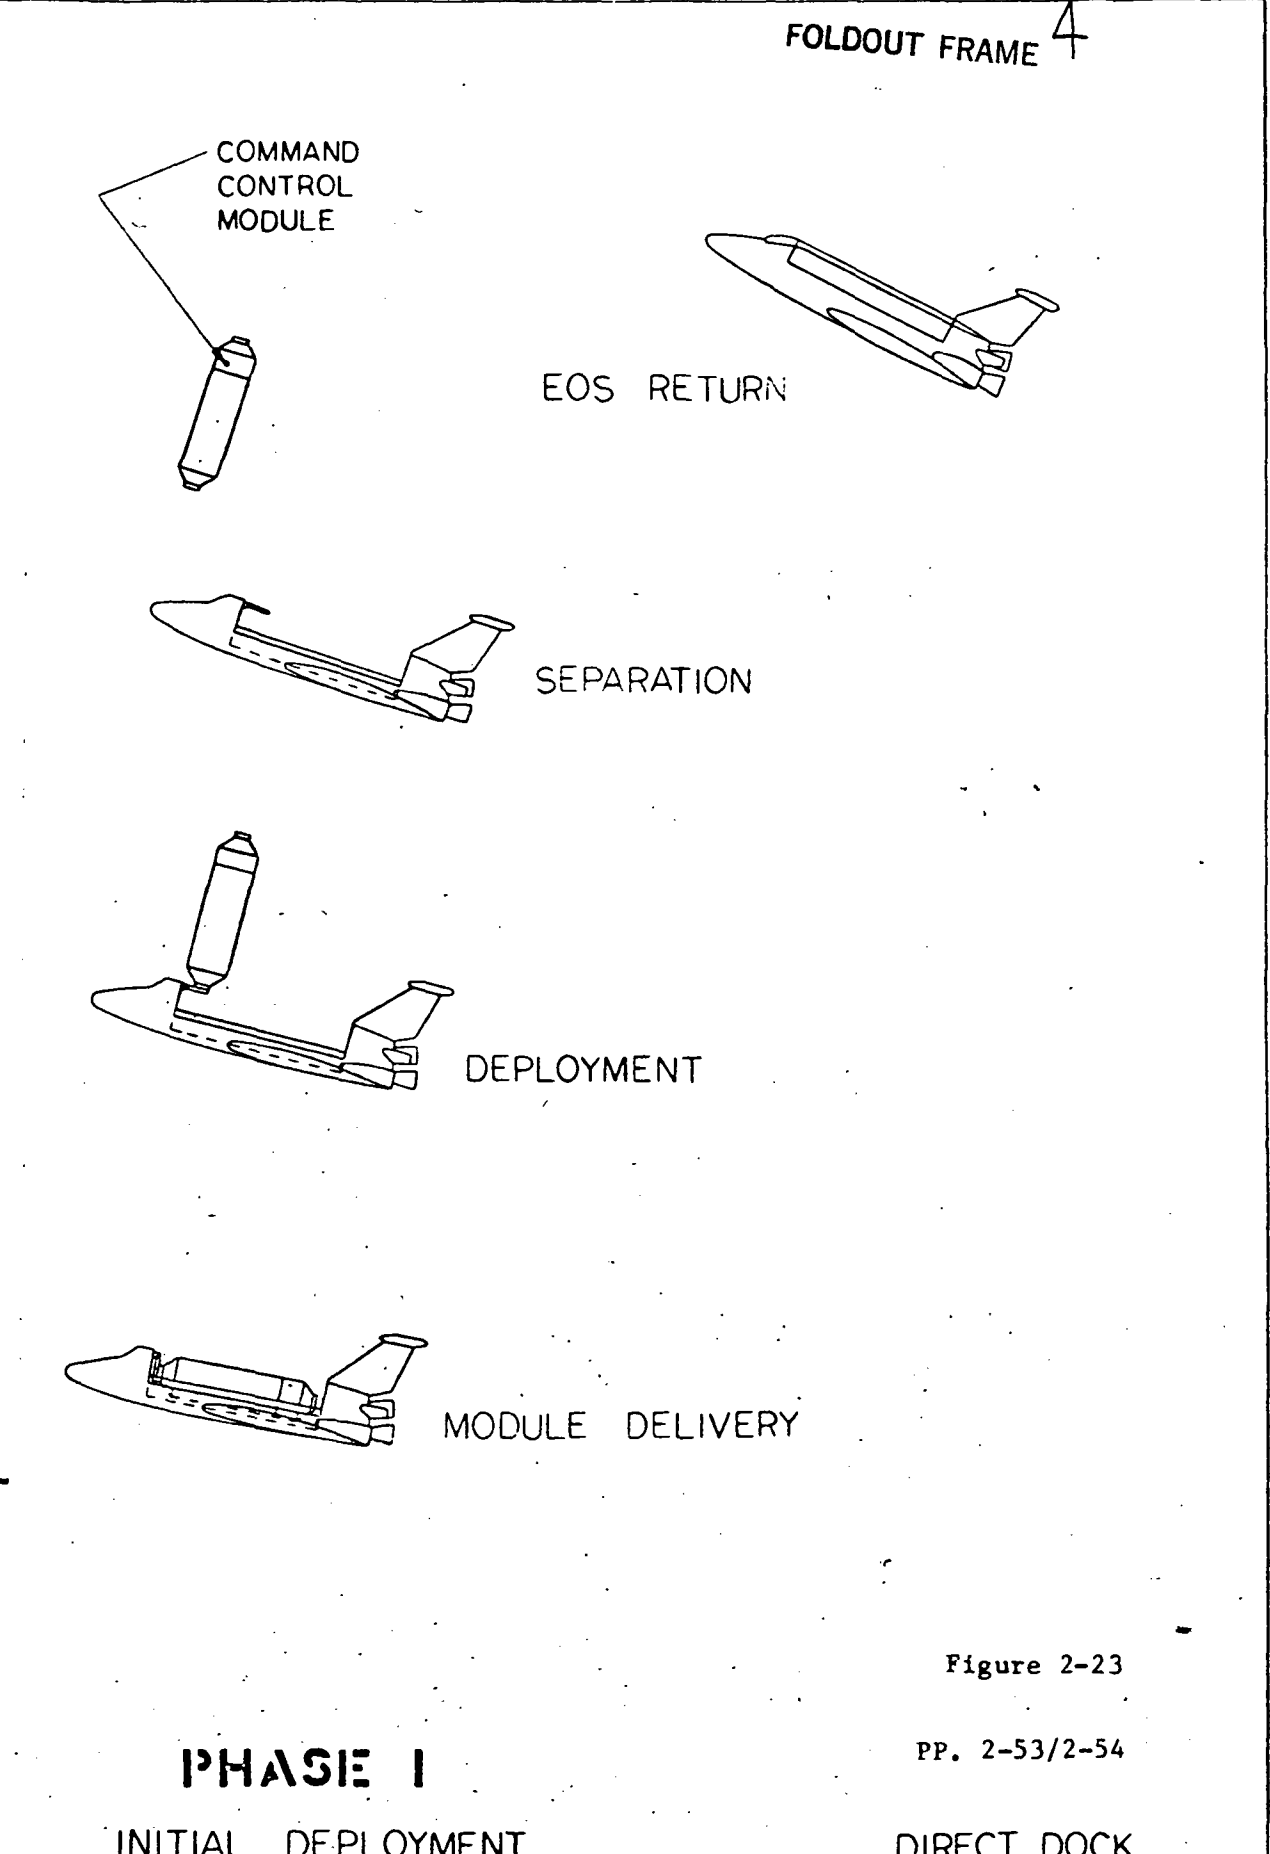 FOLDOUT FRAME 4
COMMAND
CONTROL
MODULE
EOS RETURN
SEPARATION
DEPLOYMENT
MODULE DELIVERY
Figure 2-23
PP. 2-53/2-54
PHASE I
INITIAL DEPLOYMENT
DIRECT DOCK